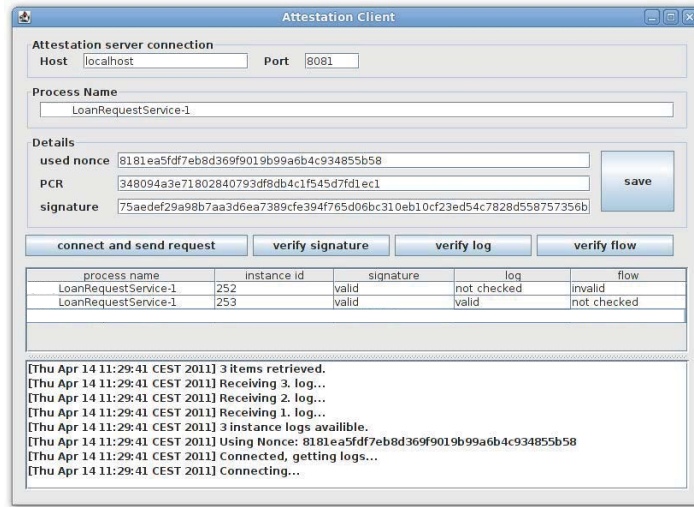 Attestation Client
Attestation server connection
Host localhost Port 8081
Process Name
LoanRequestService-1
Details
used nonce 8181ea5fdf7eb8d369f9019b99a6b4c934855b58
PCR 348094a3e71802840793df8db4c1f545d7fd1ec1
save
signature 75aedef29a98b7aa3d6ea7389cfe394f765d06bc310eb10cf23ed54c7828d558757356b
connect and send request verify signature verify log verify flow
process name instance id signature log flow
LoanRequestService-1 252 valid not checked invalid
LoanRequestService-1 253 valid valid not checked
[Thu Apr 14 11:29:41 CEST 2011] 3 items retrieved.
[Thu Apr 14 11:29:41 CEST 2011] Receiving 3. log...
[Thu Apr 14 11:29:41 CEST 2011] Receiving 2. log...
[Thu Apr 14 11:29:41 CEST 2011] Receiving 1. log...
[Thu Apr 14 11:29:41 CEST 2011] 3 instance logs availible.
[Thu Apr 14 11:29:41 CEST 2011] Using Nonce: 8181ea5fdf7eb8d369f9019b99a6b4c934855b58
[Thu Apr 14 11:29:41 CEST 2011] Connected, getting logs...
[Thu Apr 14 11:29:41 CEST 2011] Connecting...